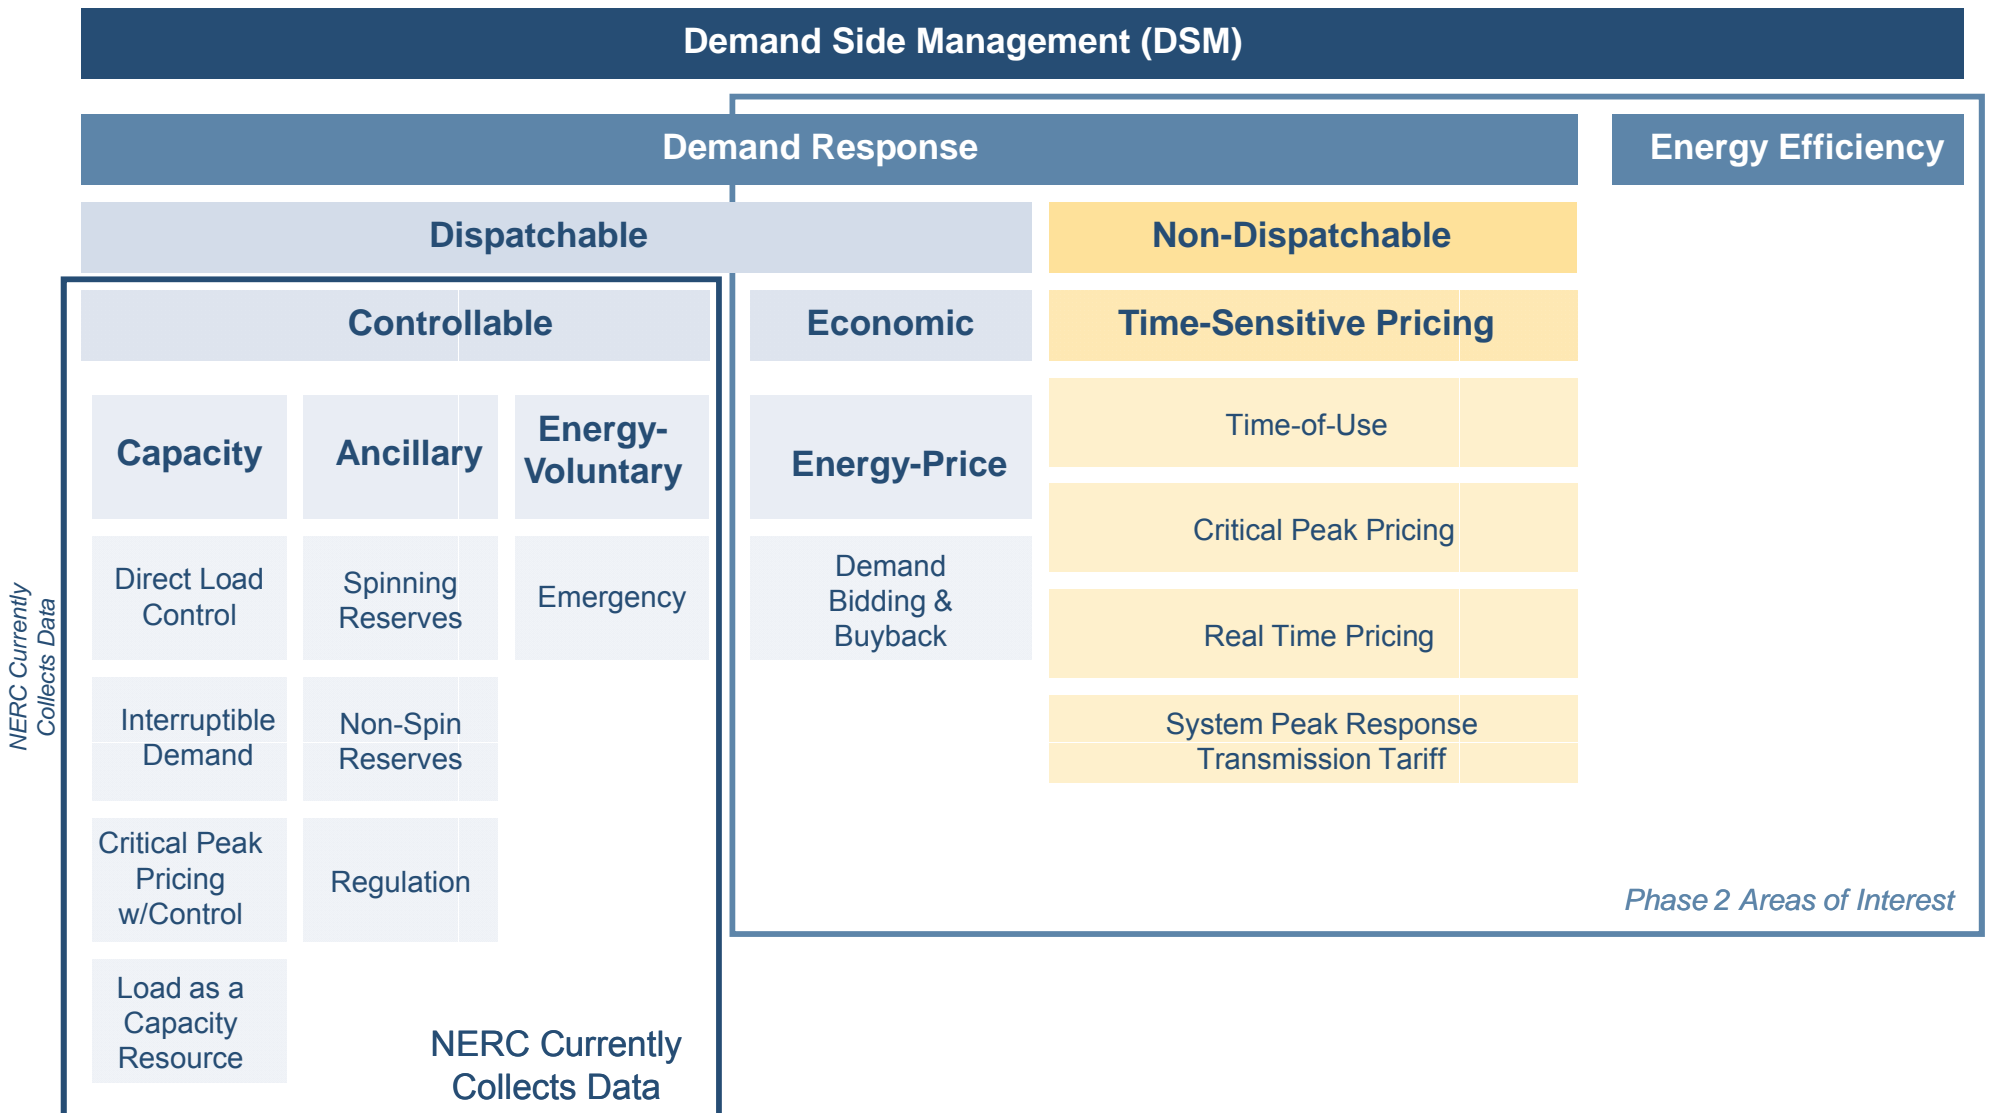 Demand Side Management (DSM)
Demand Response
Energy Efficiency
Dispatchable
Non-Dispatchable
Controllable
Economic
Time-Sensitive Pricing
Capacity
Ancillary
Energy-
Voluntary
Energy-Price
Time-of-Use
Critical Peak Pricing
Direct Load
Control
Spinning
Reserves
Emergency
Demand
Bidding &
Buyback
Real Time Pricing
Interruptible
Demand
Non-Spin
Reserves
System Peak Response
Transmission Tariff
Critical Peak
Pricing
w/Control
Regulation
Phase 2 Areas of Interest
Load as a
Capacity
Resource
NERC Currently
Collects Data
NERC Currently
Collects Data